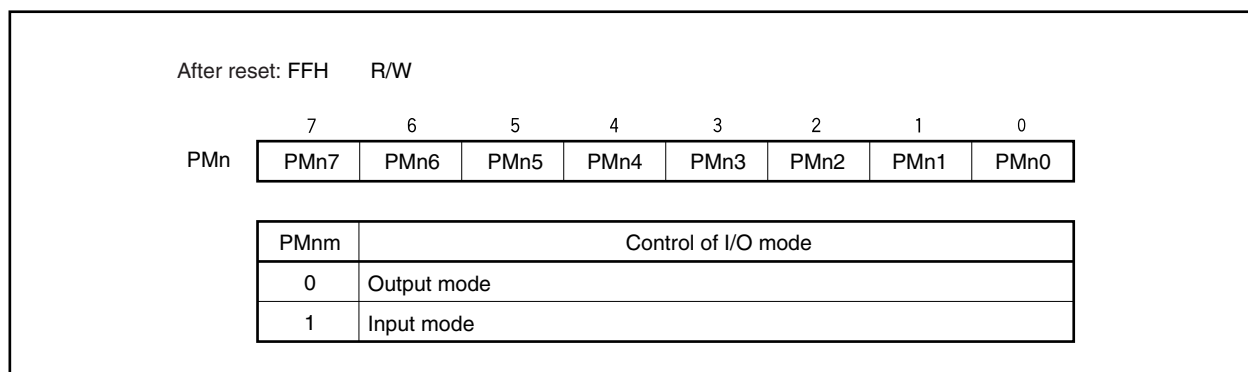 After reset: FFH R/W
7 6 5 4 3 2 1 0
PMn PMn7 PMn6 PMn5 PMn4 PMn3 PMn2 PMn1 PMn0
PMnm Control of I/O mode
0 Output mode
1 Input mode